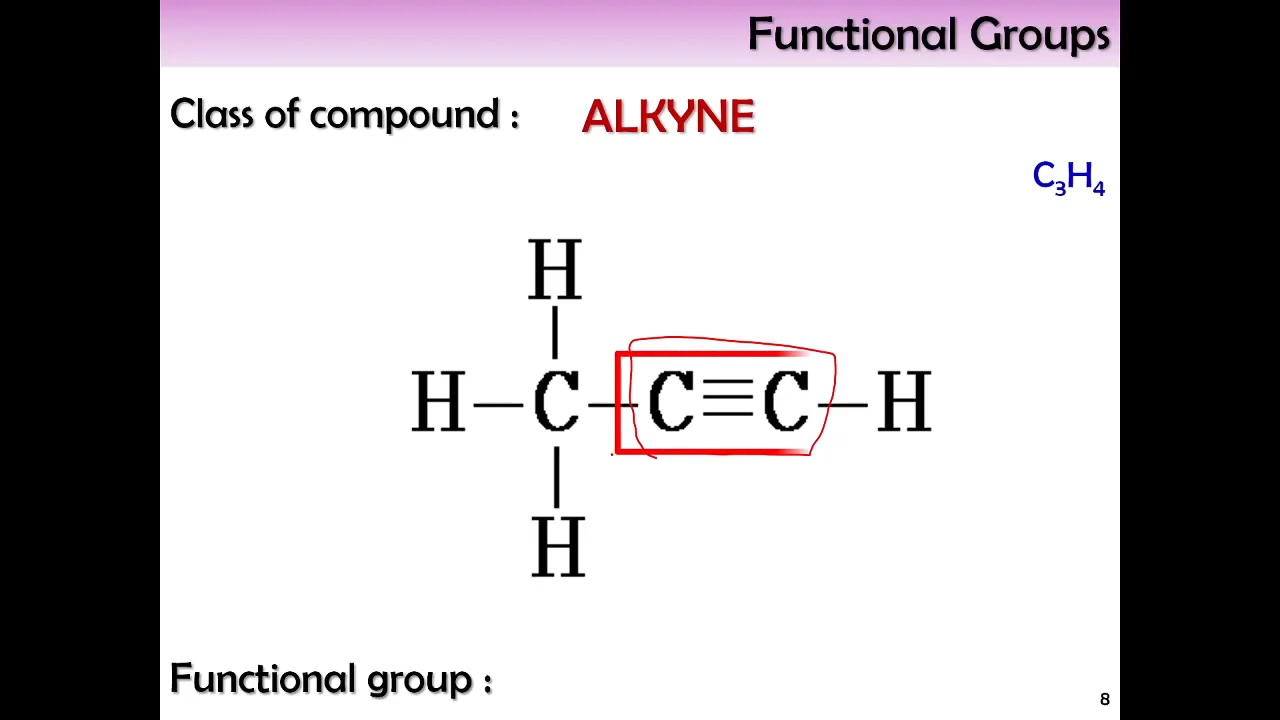 Functional Groups
Class of compound : ALKYNE
C₃H₄
H
H—C—C≡C—H
H
Functional group :
8